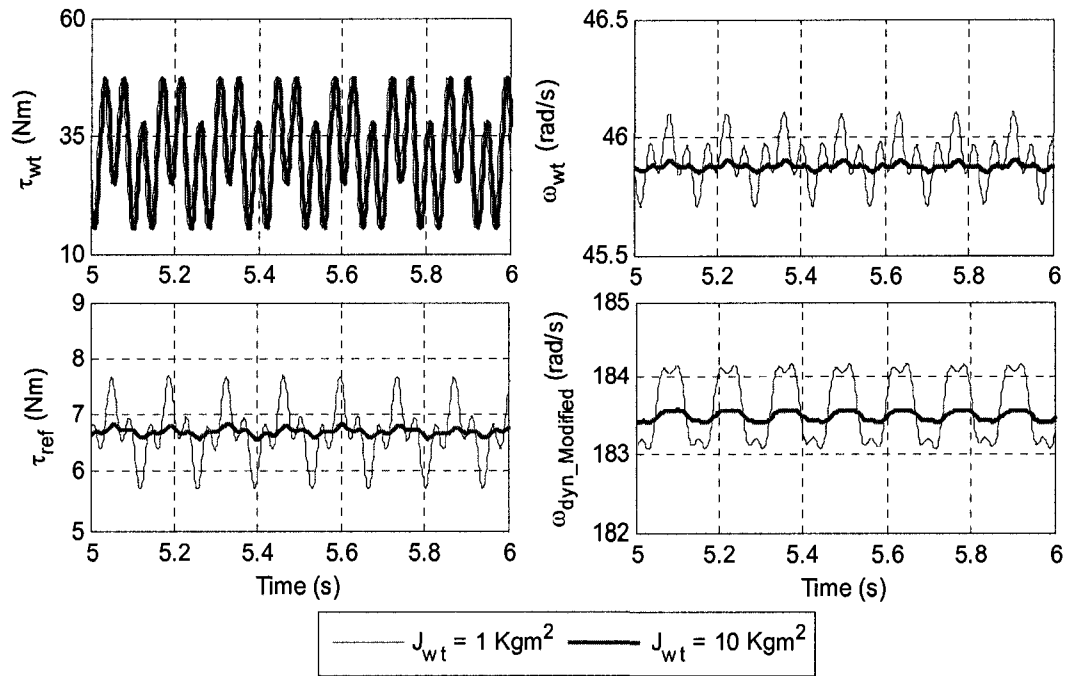 60
35
10
τwt (Nm)
5 5.2 5.4 5.6 5.8 6
46.5
46
45.5
ωwt (rad/s)
5 5.2 5.4 5.6 5.8 6
9
8
7
6
5
τref (Nm)
5 5.2 5.4 5.6 5.8 6
Time (s)
185
184
183
182
ωdyn_Modified (rad/s)
5 5.2 5.4 5.6 5.8 6
Time (s)
Jwt = 1 Kgm² Jwt = 10 Kgm²